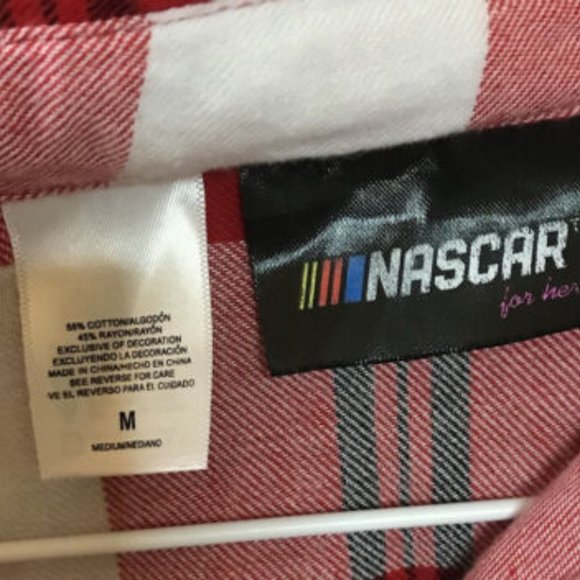 55% COTTON/ALGODÓN
45% RAYON/RAYÓN
EXCLUSIVE OF DECORATION
EXCLUYENDO LA DECORACIÓN
MADE IN CHINA/HECHO EN CHINA
SEE REVERSE FOR CARE
VE EL REVERSO PARA EL CUIDADO
M
MEDIUM/MEDIANO
NASCAR
for her